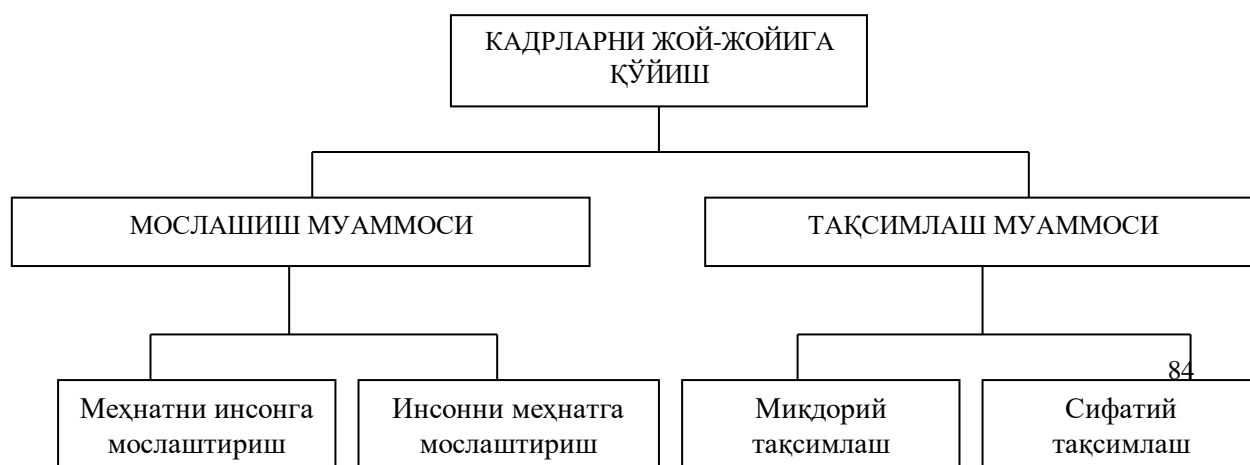 КАДРЛАРНИ ЖОЙ-ЖОЙИГА
ҚЎЙИШ
МОСЛАШИШ МУАММОСИ
ТАҚСИМЛАШ МУАММОСИ
84
Меҳнатни инсонга
мослаштириш
Инсонни меҳнатга
мослаштириш
Миқдорий
тақсимлаш
Сифатий
тақсимлаш